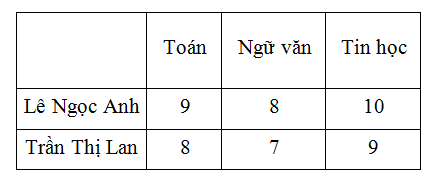 Toán Ngữ văn Tin học
Lê Ngọc Anh 9 8 10
Trần Thị Lan 8 7 9